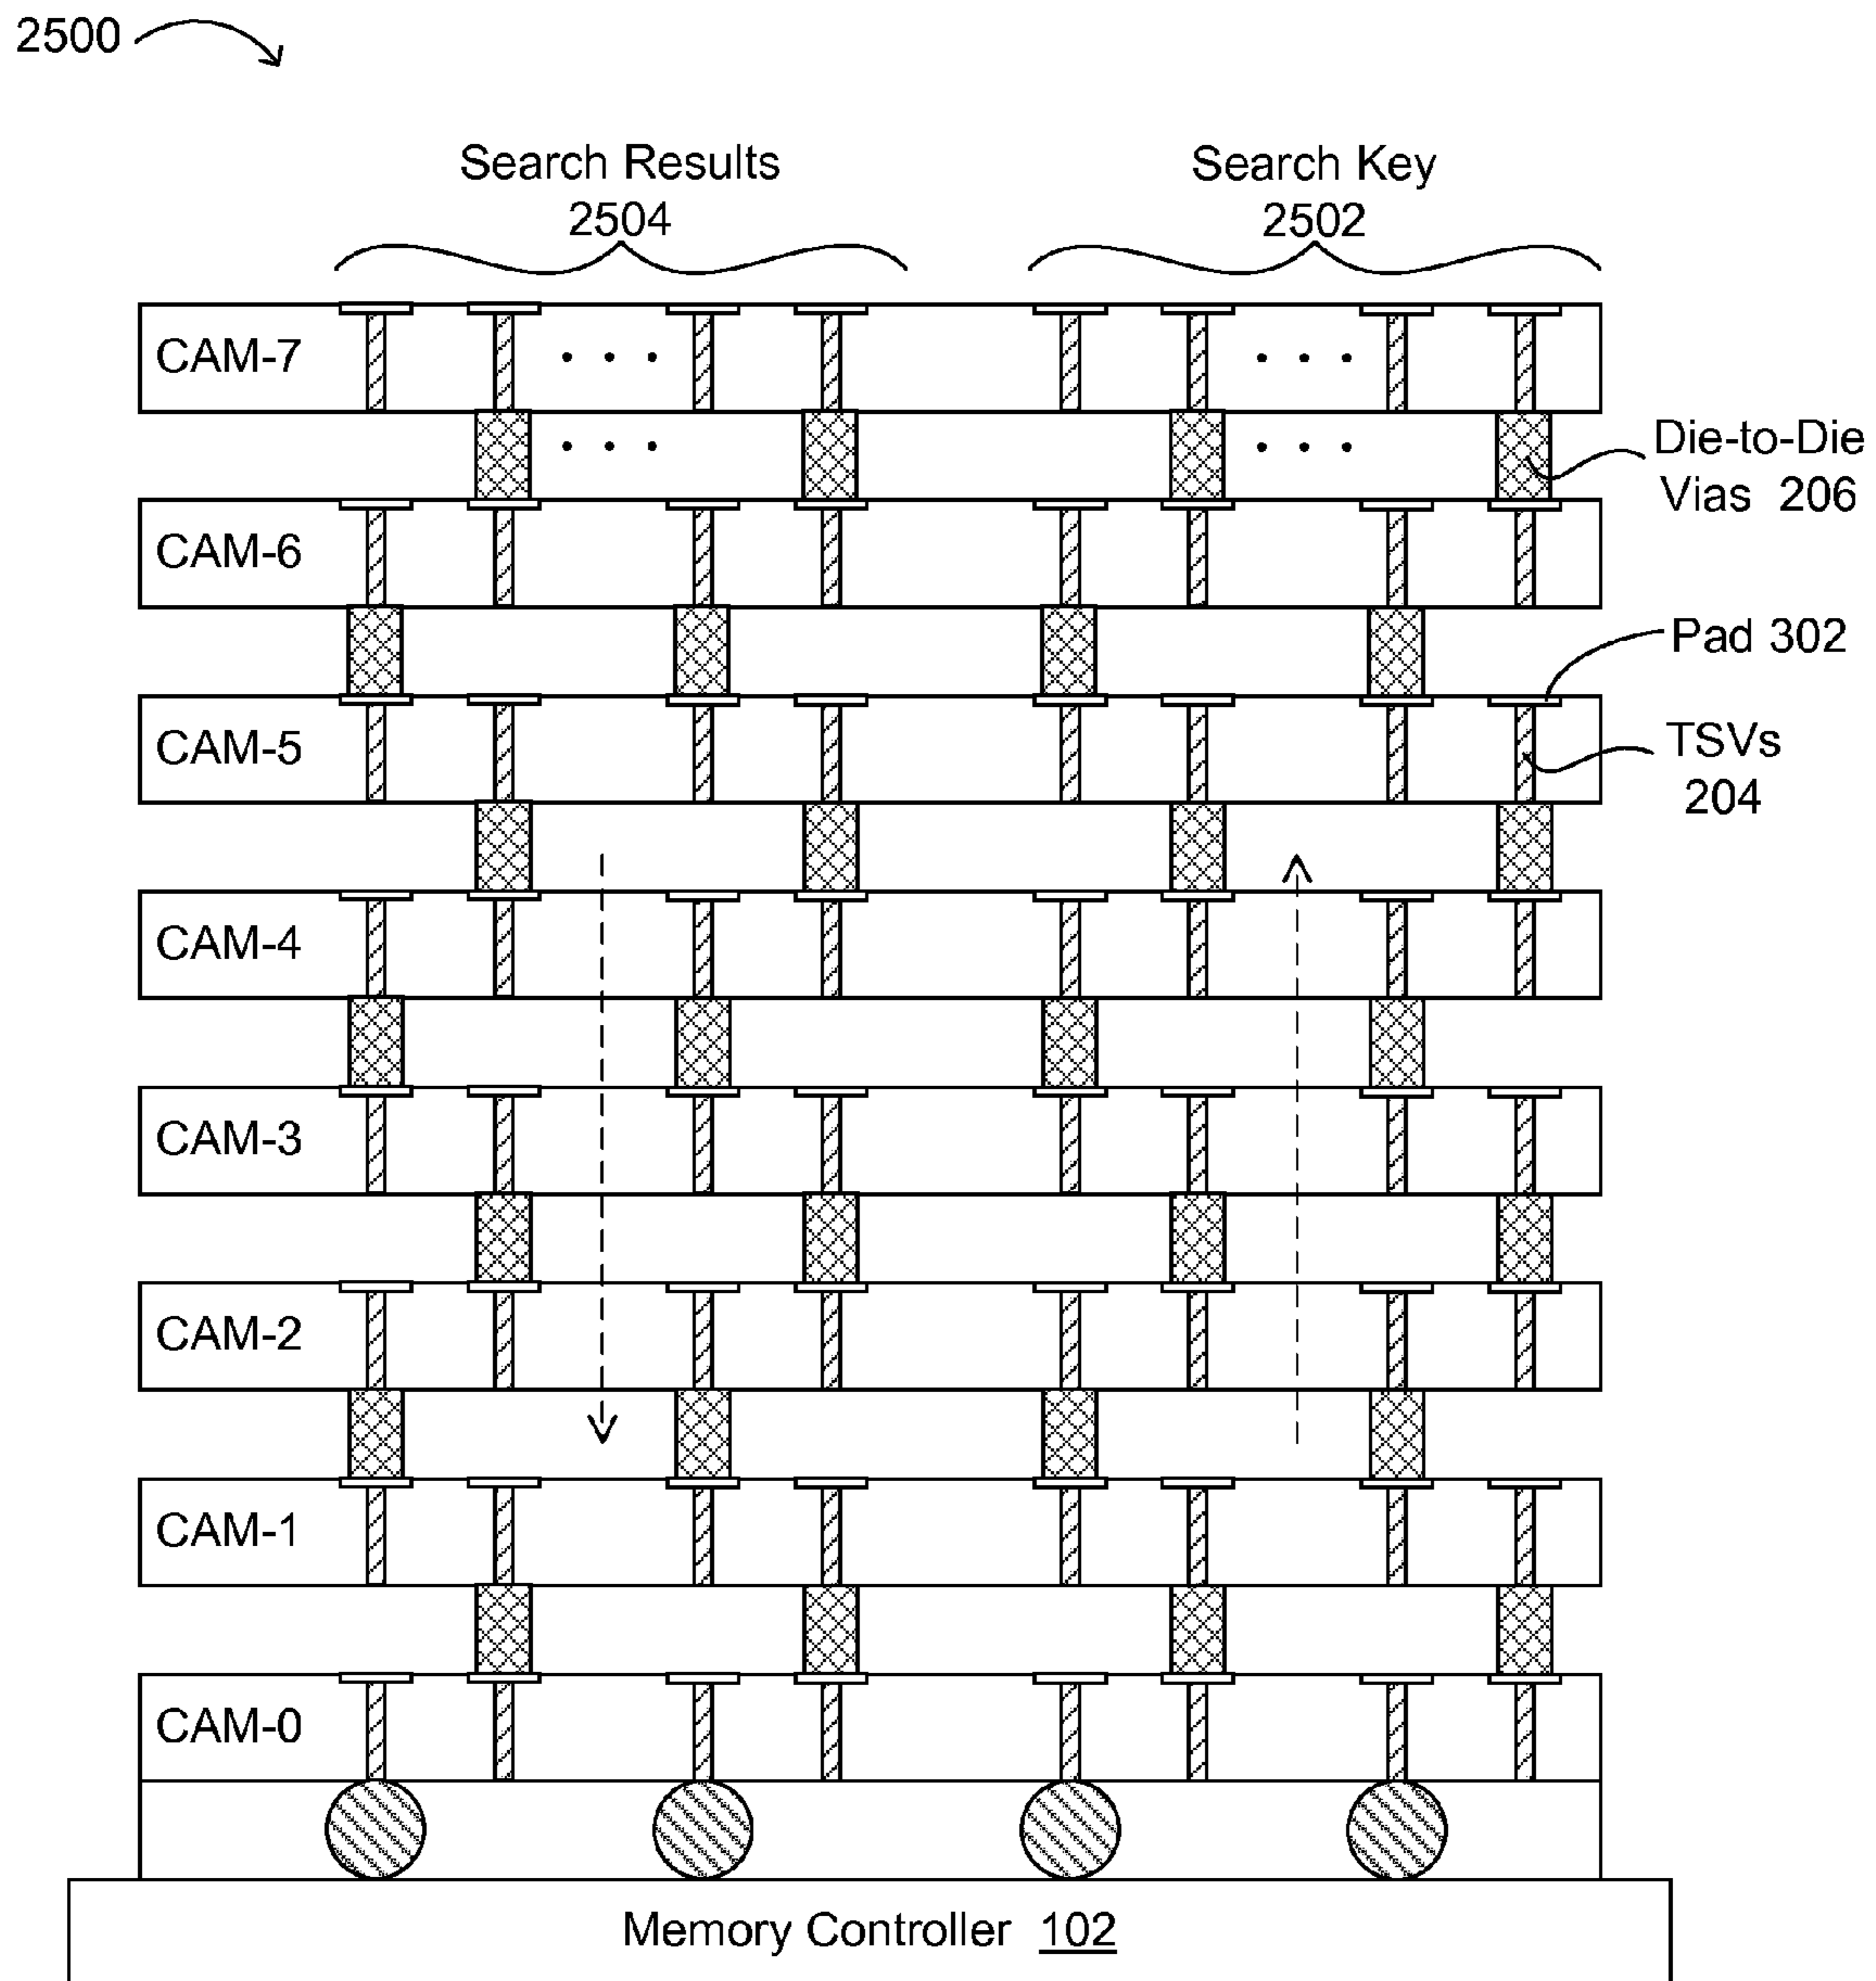 2500
Search Results
2504
Search Key
2502
CAM-7
Die-to-Die
Vias 206
CAM-6
Pad 302
CAM-5
TSVs
204
CAM-4
CAM-3
CAM-2
CAM-1
CAM-0
Memory Controller 102